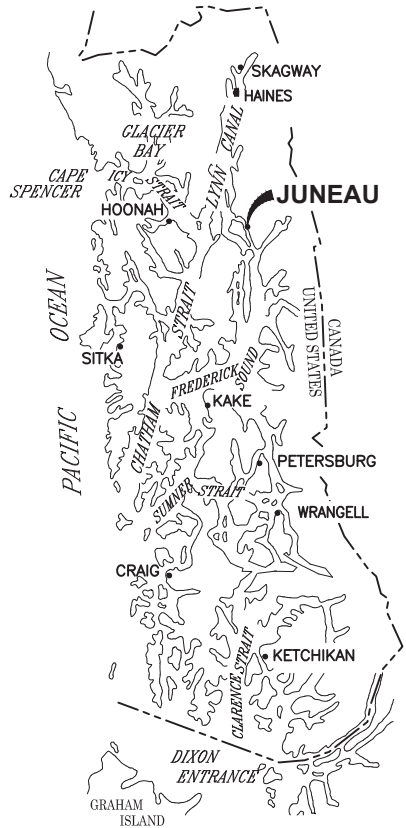 SKAGWAY
HAINES
GLACIER
BAY
LYNN CANAL
CAPE
SPENCER
ICY STRAIT
JUNEAU
HOONAH
PACIFIC OCEAN
CHATHAM STRAIT
CANADA
UNITED STATES
SITKA
FREDERICK SOUND
KAKE
PETERSBURG
SUMNER STRAIT
WRANGELL
CRAIG
CLARENCE STRAIT
KETCHIKAN
DIXON
ENTRANCE
GRAHAM
ISLAND